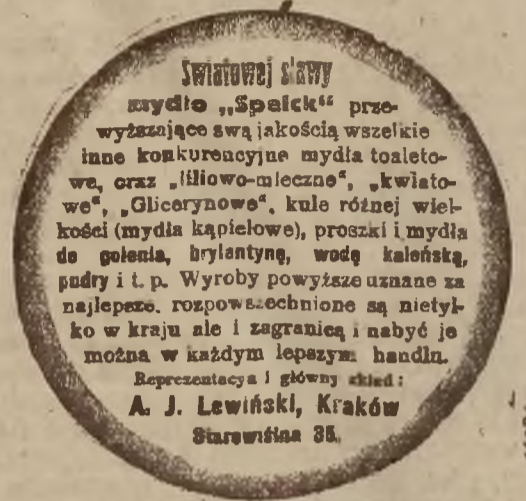 Światowej sławy
mydło „Speick“ prze-
wyższające swą jakością wszelkie
inne konkurencyjne mydła toaleto-
we, oraz „liliowo-mleczne“, „kwiato-
we“, „Glicerynowe“, kule różnej wiel-
kości (mydła kąpielowe), proszki i mydła
do golenia, brylantynę, wodę kolońską,
pudry i t. p. Wyroby powyższe uznane za
najlepsze, rozpowszechnione są nietyl-
ko w kraju ale i zagranicą i nabyć je
można w każdym lepszym handlu.
Reprezentacya i główny skład:
A. J. Lewiński, Kraków
Starowiślna 35.